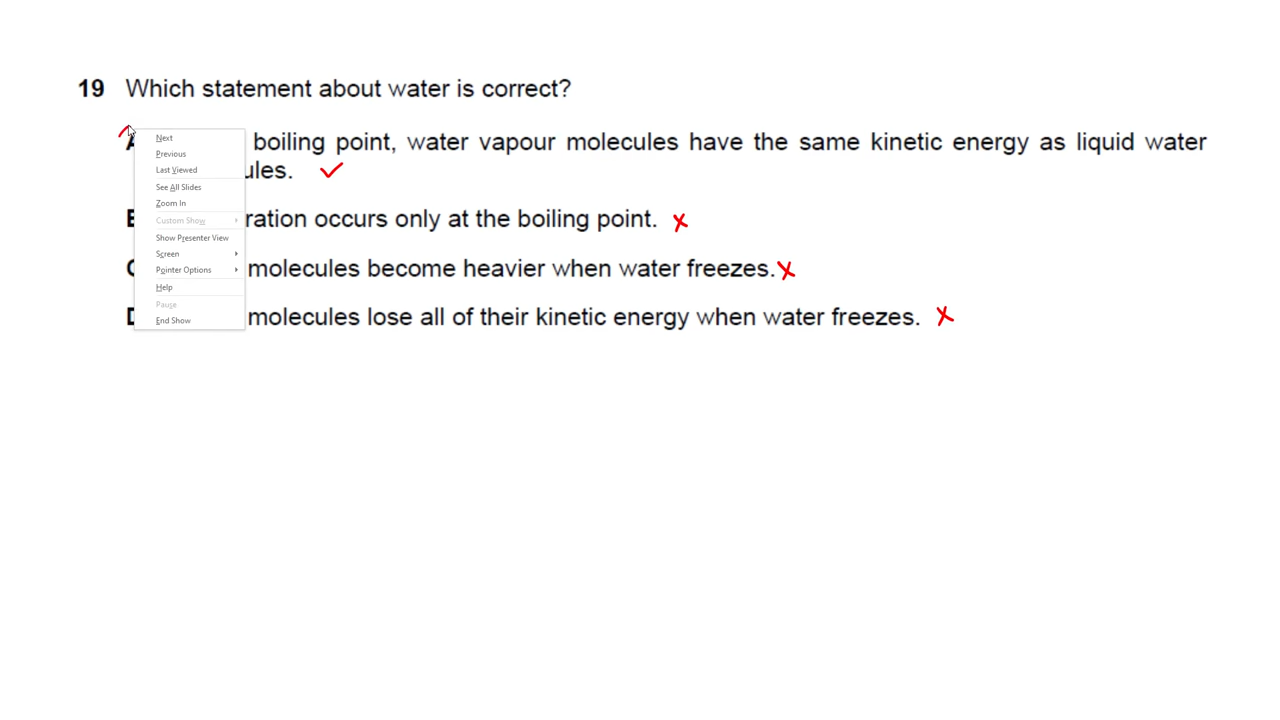 19 Which statement about water is correct?
boiling point, water vapour molecules have the same kinetic energy as liquid water
ules.
ration occurs only at the boiling point.
molecules become heavier when water freezes.
molecules lose all of their kinetic energy when water freezes.
Next
Previous
Last Viewed
See All Slides
Zoom In
Custom Show
Show Presenter View
Screen
Pointer Options
Help
Pause
End Show